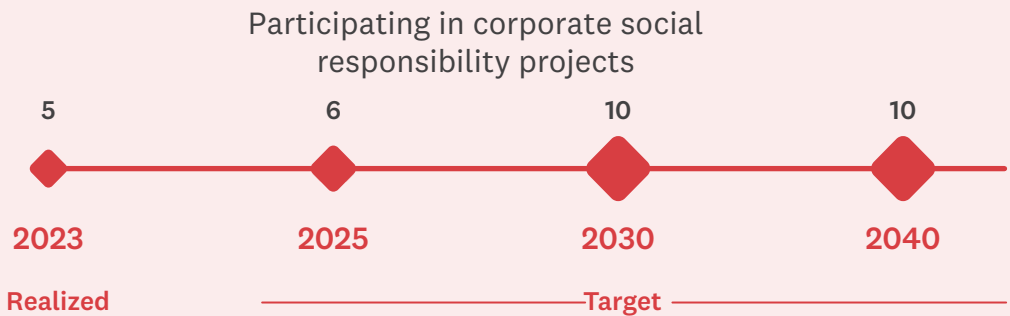 Participating in corporate social
responsibility projects
5 6 10 10
2023 2025 2030 2040
Realized Target